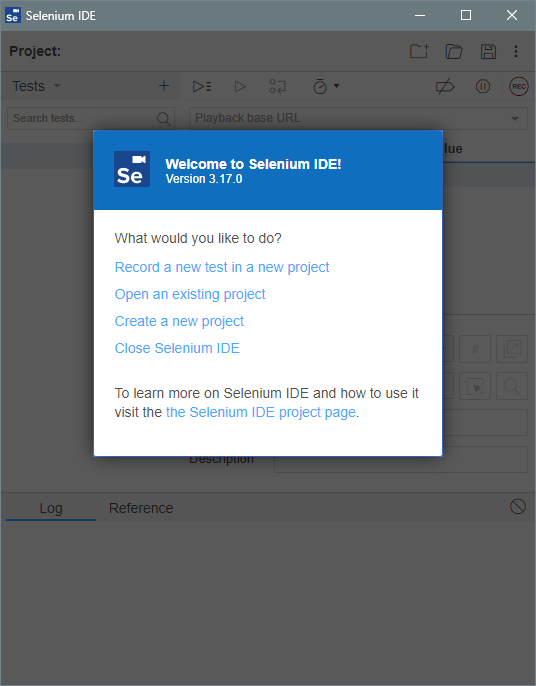 Se Selenium IDE
Project:
Tests
REC
Search tests...
Playback base URL
lue
Se
Welcome to Selenium IDE!
Version 3.17.0
What would you like to do?
Record a new test in a new project
Open an existing project
Create a new project
Close Selenium IDE
//
To learn more on Selenium IDE and how to use it
visit the the Selenium IDE project page.
Description
Log
Reference